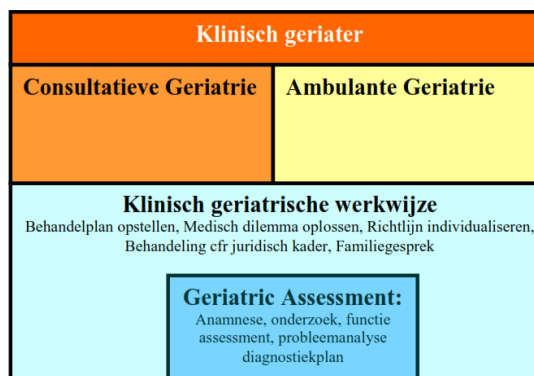 Klinisch geriater
Consultatieve Geriatrie
Ambulante Geriatrie
Klinisch geriatrische werkwijze
Behandelplan opstellen, Medisch dilemma oplossen, Richtlijn individualiseren,
Behandeling cfr juridisch kader, Familiegesprek
Geriatric Assessment:
Anamnese, onderzoek, functie
assessment, probleemanalyse
diagnostiekplan